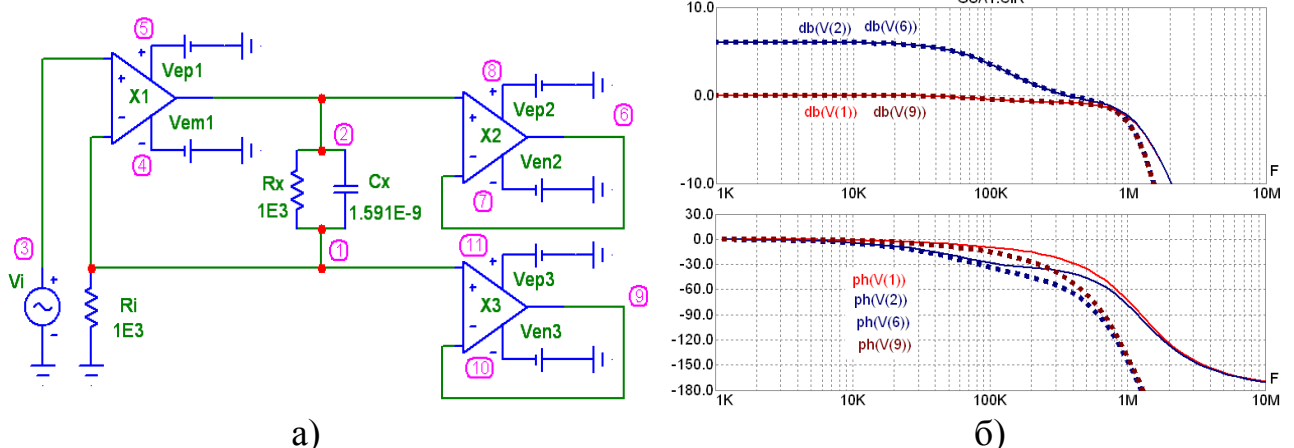 5
Vep1
X1
Vem1
4
3
Vi
Ri
1E3
2
Rx
1E3
Cx
1.591E-9
1
8
Vep2
6
X2
Ven2
7
11
Vep3
9
X3
Ven3
10
а)
10.0
db(V(2)) db(V(6))
0.0
db(V(1)) db(V(9))
F
-10.0
1K 10K 100K 1M 10M
30.0
0.0
-30.0
-60.0
-90.0
-120.0
-150.0
-180.0
ph(V(1))
ph(V(2))
ph(V(6))
ph(V(9))
F
1K 10K 100K 1M 10M
б)